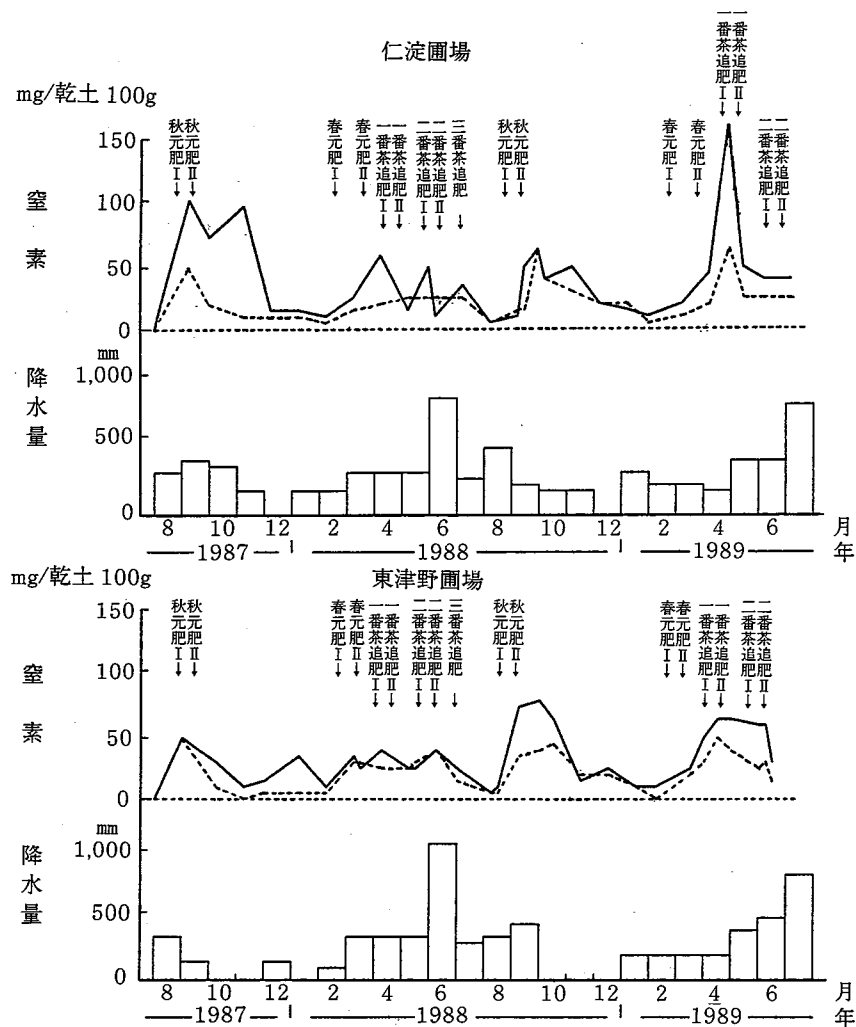 仁淀圃場
mg/乾土 100g
秋元肥Ⅰ
秋元肥Ⅱ
春元肥Ⅰ
春元肥Ⅱ
一番茶追肥Ⅰ
一番茶追肥Ⅱ
二番茶追肥Ⅰ
二番茶追肥Ⅱ
三番茶追肥
秋元肥Ⅰ
秋元肥Ⅱ
春元肥Ⅰ
春元肥Ⅱ
一番茶追肥Ⅰ
一番茶追肥Ⅱ
二番茶追肥Ⅰ
二番茶追肥Ⅱ
窒素
150
100
50
0
降水量
mm
1,000
500
0
8 10 12 2 4 6 8 10 12 2 4 6 月
1987 1988 1989 年
mg/乾土 100g
東津野圃場
秋元肥Ⅰ
秋元肥Ⅱ
春元肥Ⅰ
春元肥Ⅱ
一番茶追肥Ⅰ
一番茶追肥Ⅱ
二番茶追肥Ⅰ
二番茶追肥Ⅱ
三番茶追肥
秋元肥Ⅰ
秋元肥Ⅱ
春元肥Ⅰ
春元肥Ⅱ
一番茶追肥Ⅰ
一番茶追肥Ⅱ
二番茶追肥Ⅰ
二番茶追肥Ⅱ
窒素
150
100
50
0
降水量
mm
1,000
500
0
8 10 12 2 4 6 8 10 12 2 4 6 月
1987 1988 1989 年